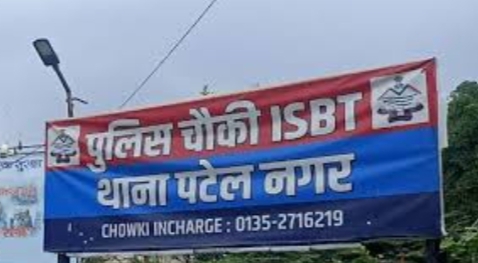 पुलिस चौकी ISBT
थाना पटेल नगर
CHOWKI INCHARGE : 0135-2716219